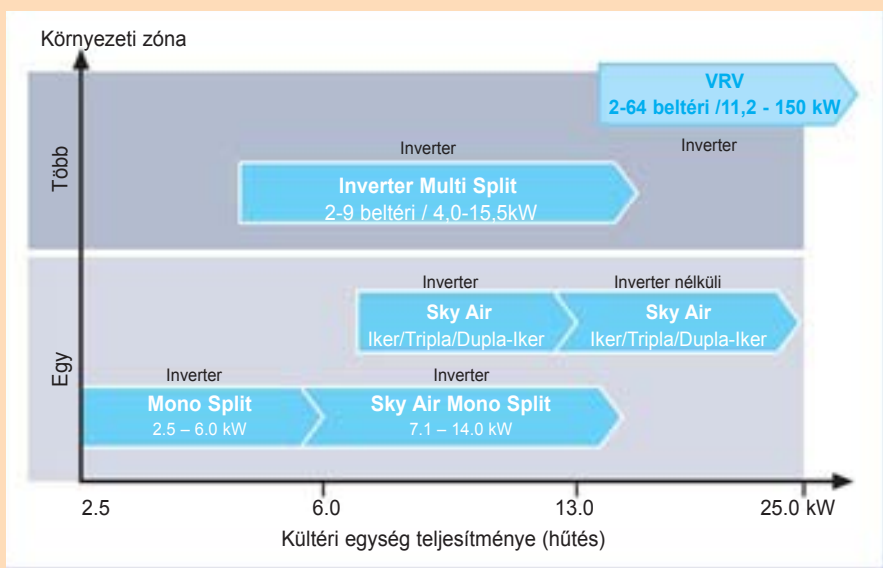 Környezeti zóna
VRV
2-64 beltéri /11,2 - 150 kW
Több
Inverter
Inverter
Inverter Multi Split
2-9 beltéri / 4,0-15,5kW
Egy
Inverter
Inverter nélküli
Sky Air
Iker/Tripla/Dupla-Iker
Sky Air
Iker/Tripla/Dupla-Iker
Inverter
Inverter
Mono Split
2.5 – 6.0 kW
Sky Air Mono Split
7.1 – 14.0 kW
2.5 6.0 13.0 25.0 kW
Kültéri egység teljesítménye (hűtés)